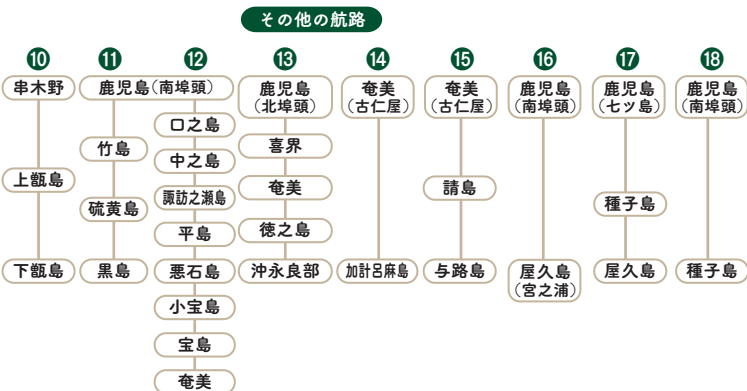 その他の航路
⑩
串木野
上甑島
下甑島
⑪
⑫
鹿児島(南埠頭)
竹島
硫黄島
黒島
口之島
中之島
諏訪之瀬島
平島
悪石島
小宝島
宝島
奄美
⑬
鹿児島
(北埠頭)
喜界
奄美
徳之島
沖永良部
⑭
奄美
(古仁屋)
加計呂麻島
⑮
奄美
(古仁屋)
請島
与路島
⑯
鹿児島
(南埠頭)
屋久島
(宮之浦)
⑰
鹿児島
(七ツ島)
種子島
屋久島
⑱
鹿児島
(南埠頭)
種子島